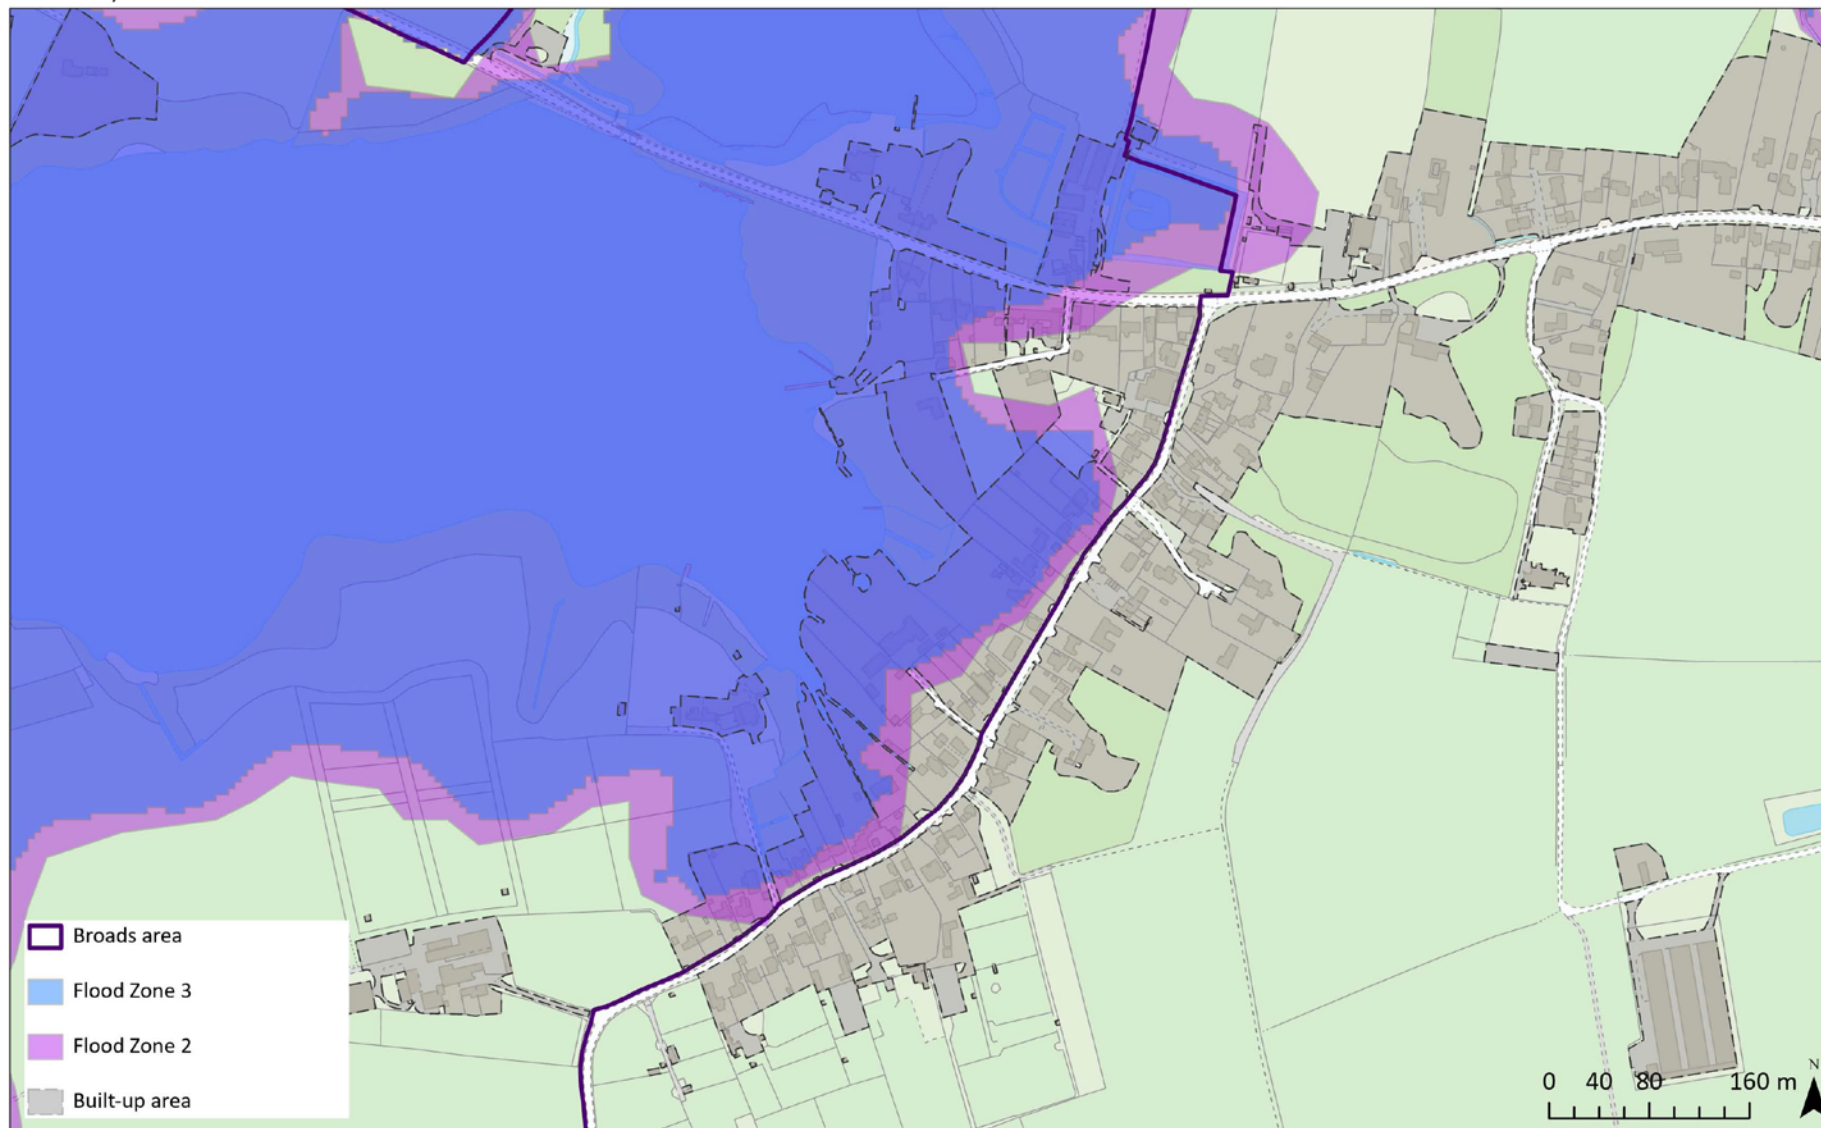 Broads area
Flood Zone 3
Flood Zone 2
Built-up area
0 40 80 160 m
N